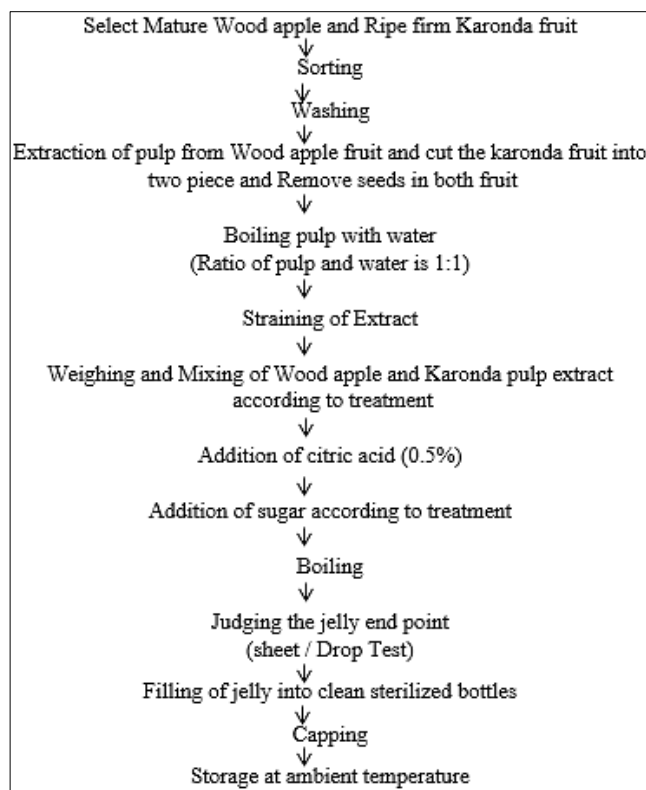 Select Mature Wood apple and Ripe firm Karonda fruit
Sorting
Washing
Extraction of pulp from Wood apple fruit and cut the karonda fruit into
two piece and Remove seeds in both fruit
Boiling pulp with water
(Ratio of pulp and water is 1:1)
Straining of Extract
Weighing and Mixing of Wood apple and Karonda pulp extract
according to treatment
Addition of citric acid (0.5%)
Addition of sugar according to treatment
Boiling
Judging the jelly end point
(sheet / Drop Test)
Filling of jelly into clean sterilized bottles
Capping
Storage at ambient temperature